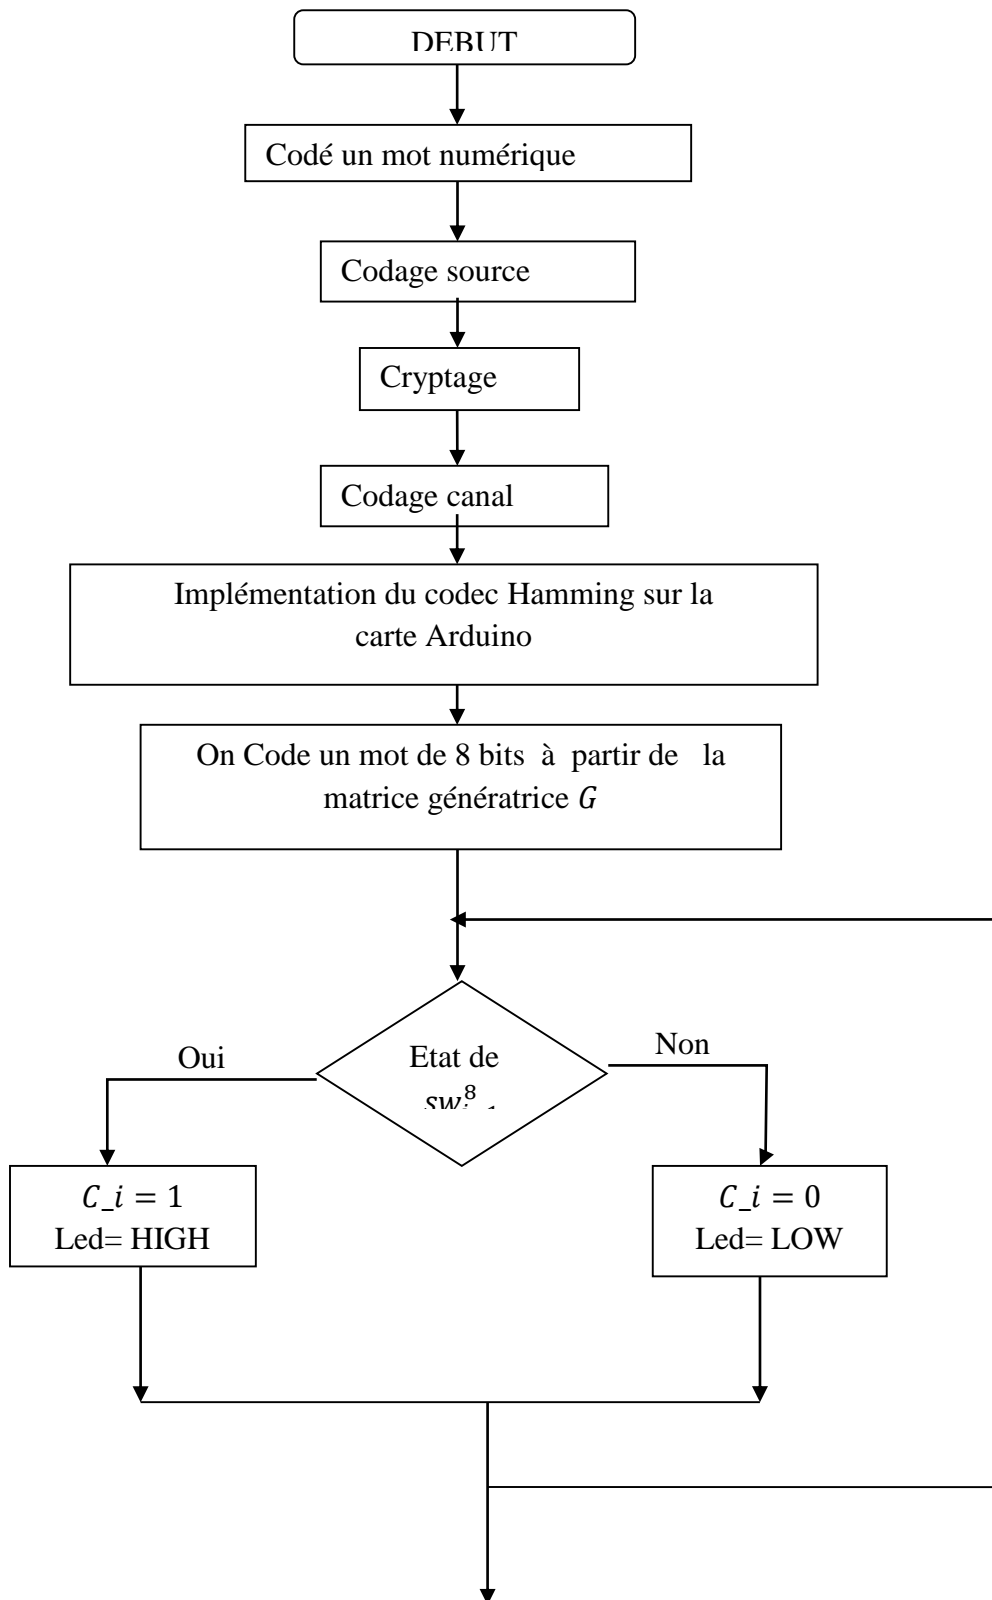 DEBUT
Codé un mot numérique
Codage source
Cryptage
Codage canal
Implémentation du codec Hamming sur la
carte Arduino
On Code un mot de 8 bits à partir de la
matrice génératrice G
Oui
Etat de
Non
C_i = 1
Led= HIGH
C_i = 0
Led= LOW